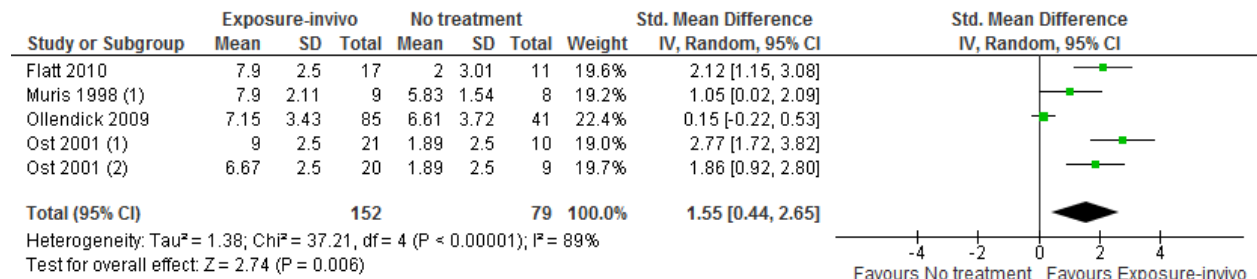 Exposure-invivo No treatment Std. Mean Difference Std. Mean Difference
Study or Subgroup Mean SD Total Mean SD Total Weight IV, Random, 95% CI IV, Random, 95% CI
Flatt 2010 7.9 2.5 17 2 3.01 11 19.6% 2.12 [1.15, 3.08]
Muris 1998 (1) 7.9 2.11 9 5.83 1.54 8 19.2% 1.05 [0.02, 2.09]
Ollendick 2009 7.15 3.43 85 6.61 3.72 41 22.4% 0.15 [-0.22, 0.53]
Ost 2001 (1) 9 2.5 21 1.89 2.5 10 19.0% 2.77 [1.72, 3.82]
Ost 2001 (2) 6.67 2.5 20 1.89 2.5 9 19.7% 1.86 [0.92, 2.80]
Total (95% CI) 152 79 100.0% 1.55 [0.44, 2.65]
Heterogeneity: Tau² = 1.38; Chi² = 37.21, df = 4 (P < 0.00001); I² = 89%
Test for overall effect: Z = 2.74 (P = 0.006)
-4 -2 0 2 4
Favours No treatment Favours Exposure-invivo